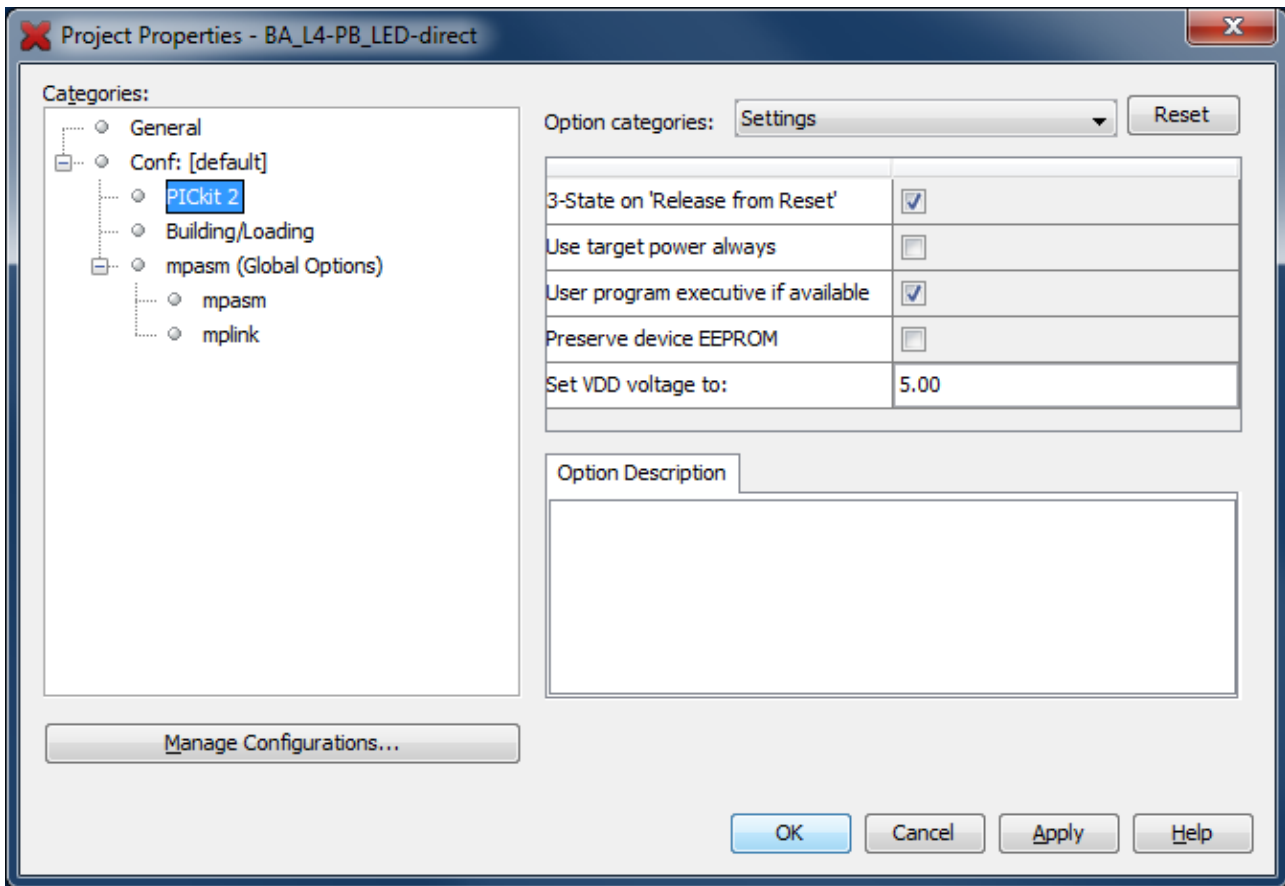 Project Properties - BA_L4-PB_LED-direct
Categories:
General
Conf: [default]
PICkit 2
Building/Loading
mpasm (Global Options)
mpasm
mplink
Manage Configurations...
Option categories: Settings Reset
3-State on 'Release from Reset'
Use target power always
User program executive if available
Preserve device EEPROM
Set VDD voltage to: 5.00
Option Description
OK Cancel Apply Help